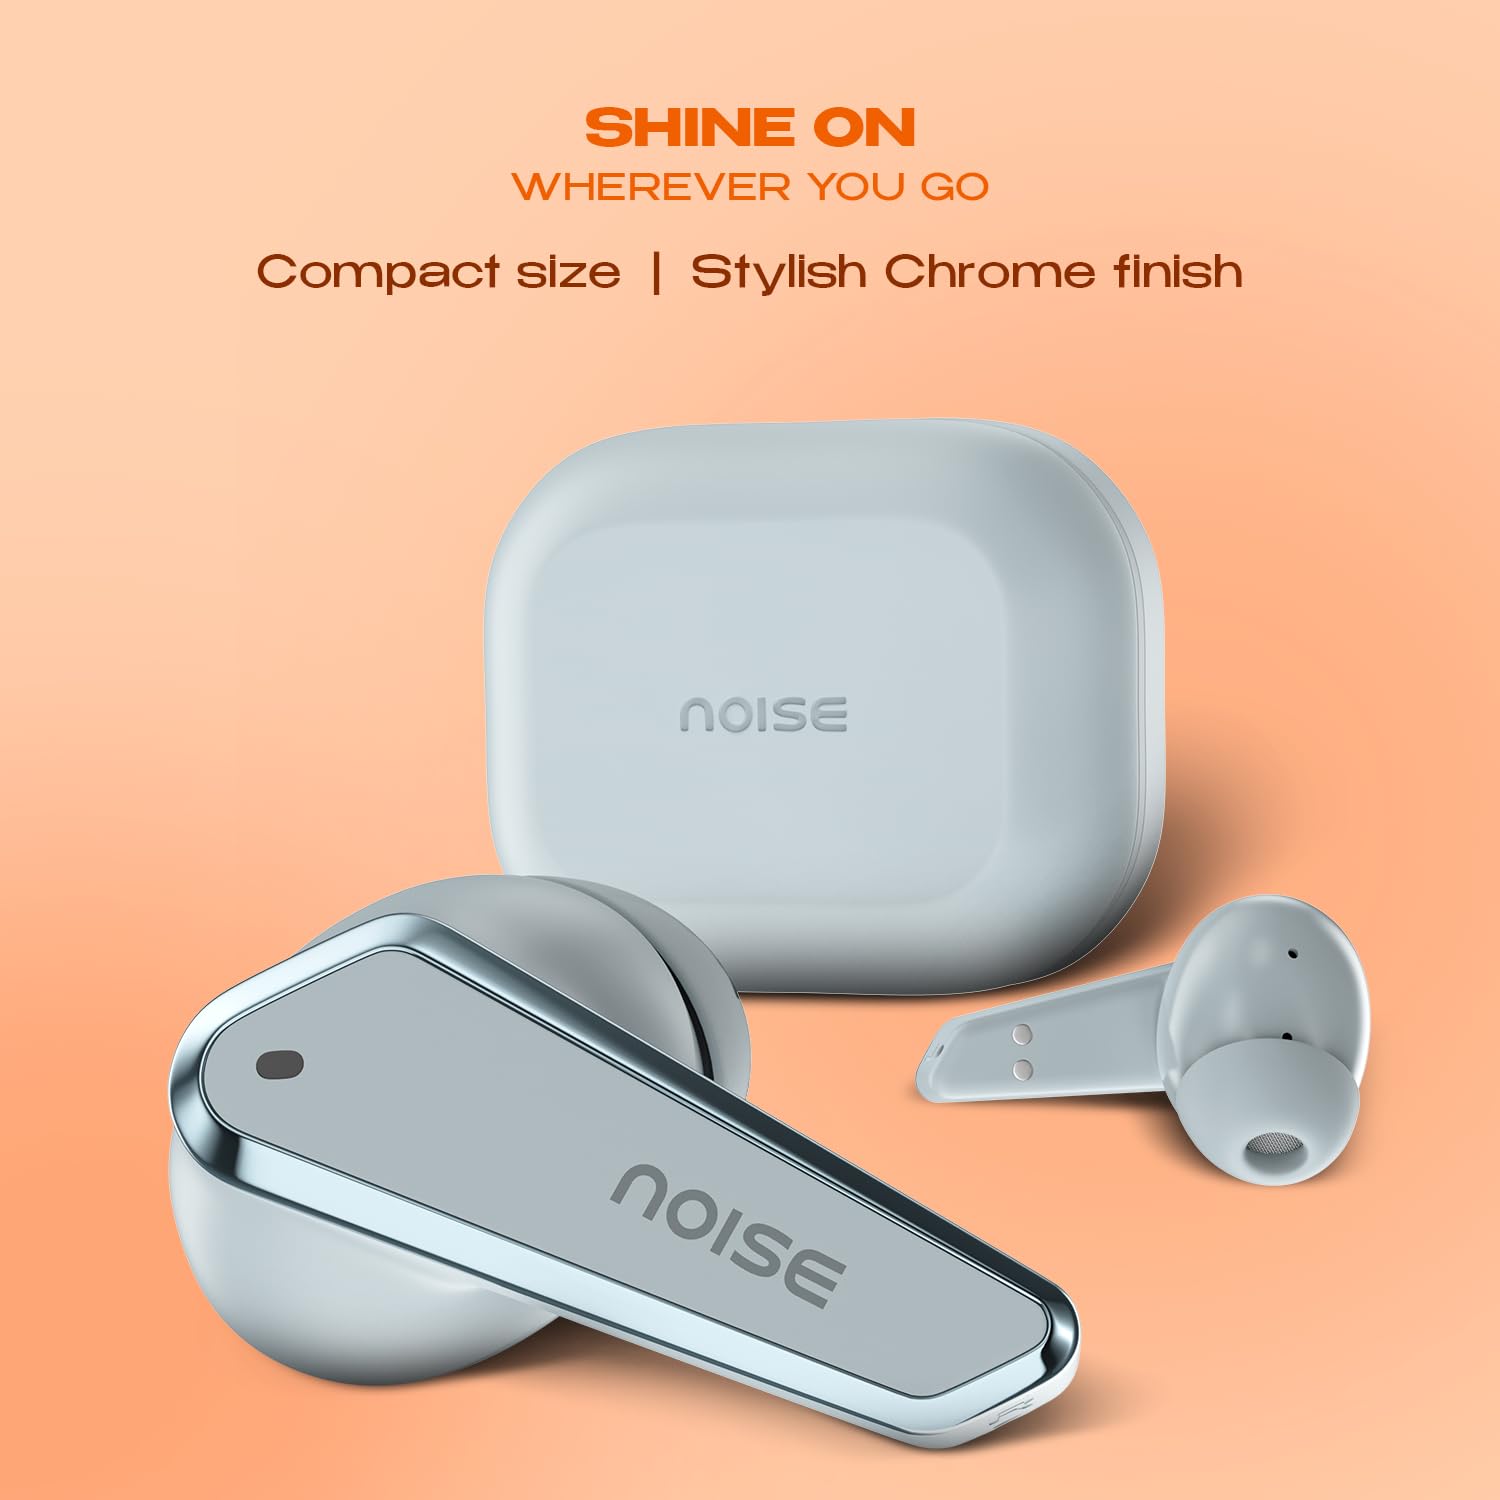 SHINE ON
WHEREVER YOU GO
Compact size | Stylish Chrome finish
NOISE
NOISE